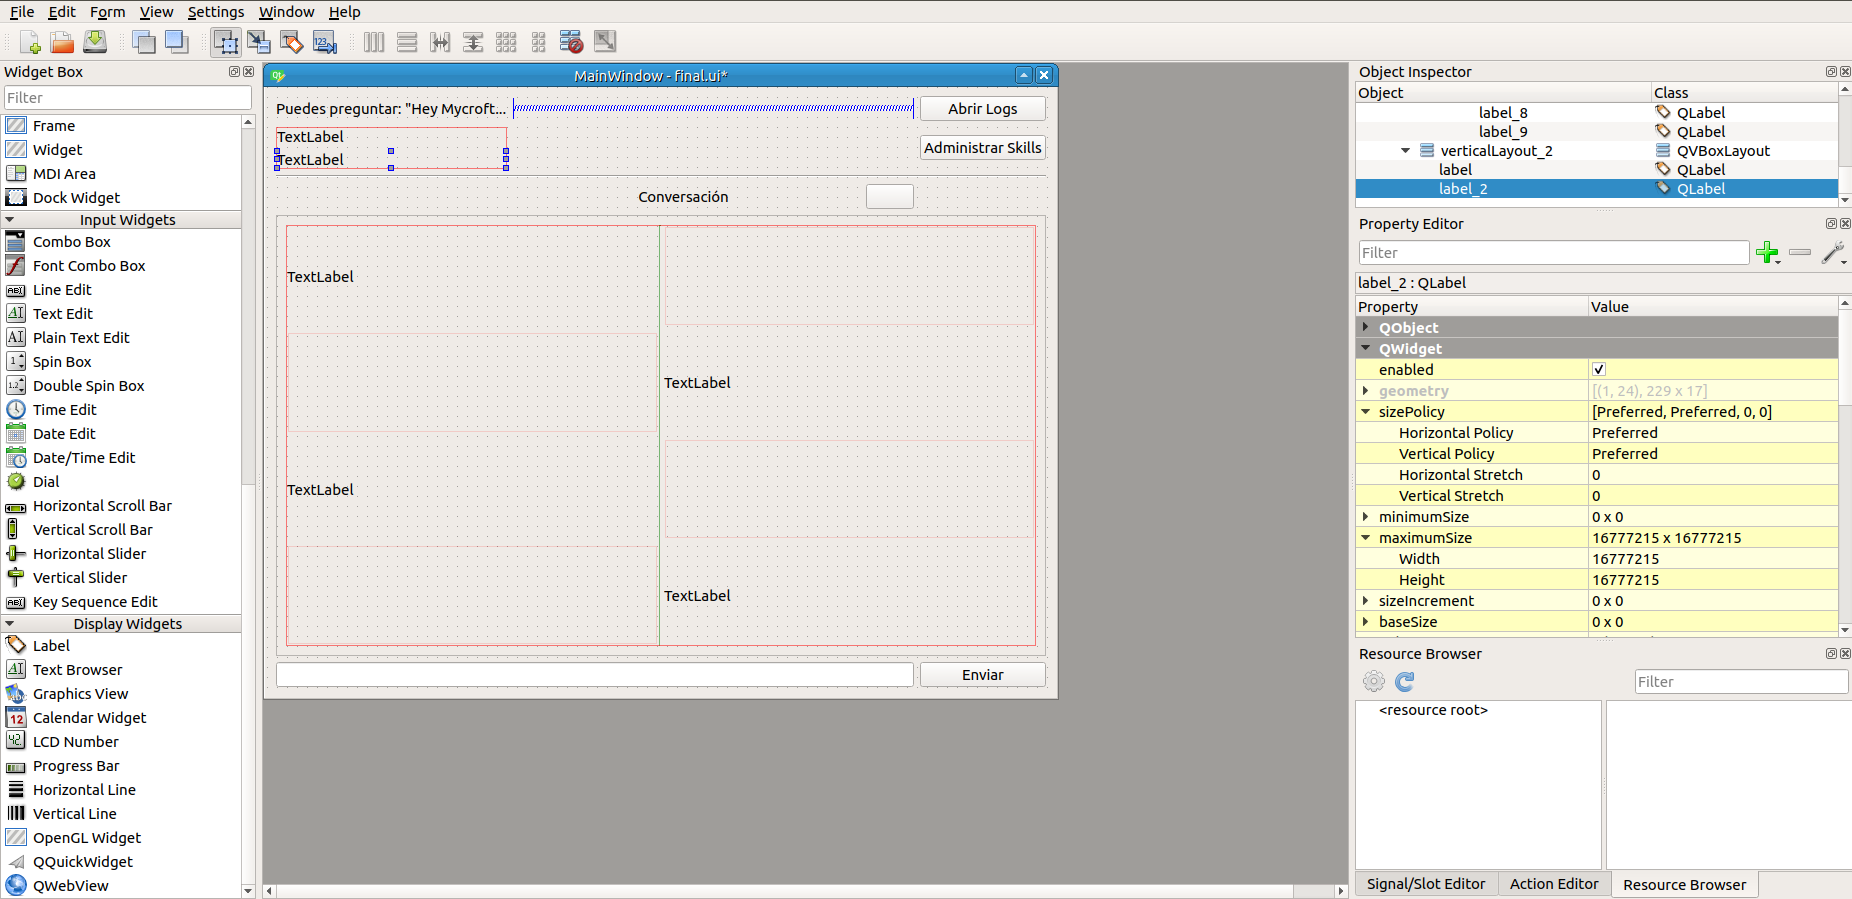 File Edit Form View Settings Window Help
Widget Box
Filter
Frame
Widget
MDI Area
Dock Widget
Input Widgets
Combo Box
Font Combo Box
Line Edit
Text Edit
Plain Text Edit
Spin Box
Double Spin Box
Time Edit
Date Edit
Date/Time Edit
Dial
Horizontal Scroll Bar
Vertical Scroll Bar
Horizontal Slider
Vertical Slider
Key Sequence Edit
Display Widgets
Label
Text Browser
Graphics View
Calendar Widget
LCD Number
Progress Bar
Horizontal Line
Vertical Line
OpenGL Widget
QQuickWidget
QWebView
MainWindow - final.ui*
Puedes preguntar: "Hey Mycroft...
Abrir Logs
TextLabel
Administrar Skills
TextLabel
Conversación
TextLabel
TextLabel
TextLabel
TextLabel
Enviar
Object Inspector
Object Class
label_8 QLabel
label_9 QLabel
verticalLayout_2 QVBoxLayout
label QLabel
label_2 QLabel
Property Editor
Filter
label_2 : QLabel
Property Value
QObject
QWidget
enabled
geometry [(1, 24), 229 x 17]
sizePolicy [Preferred, Preferred, 0, 0]
Horizontal Policy Preferred
Vertical Policy Preferred
Horizontal Stretch 0
Vertical Stretch 0
minimumSize 0 x 0
maximumSize 16777215 x 16777215
Width 16777215
Height 16777215
sizeIncrement 0 x 0
baseSize 0 x 0
Resource Browser
Filter
<resource root>
Signal/Slot Editor Action Editor Resource Browser